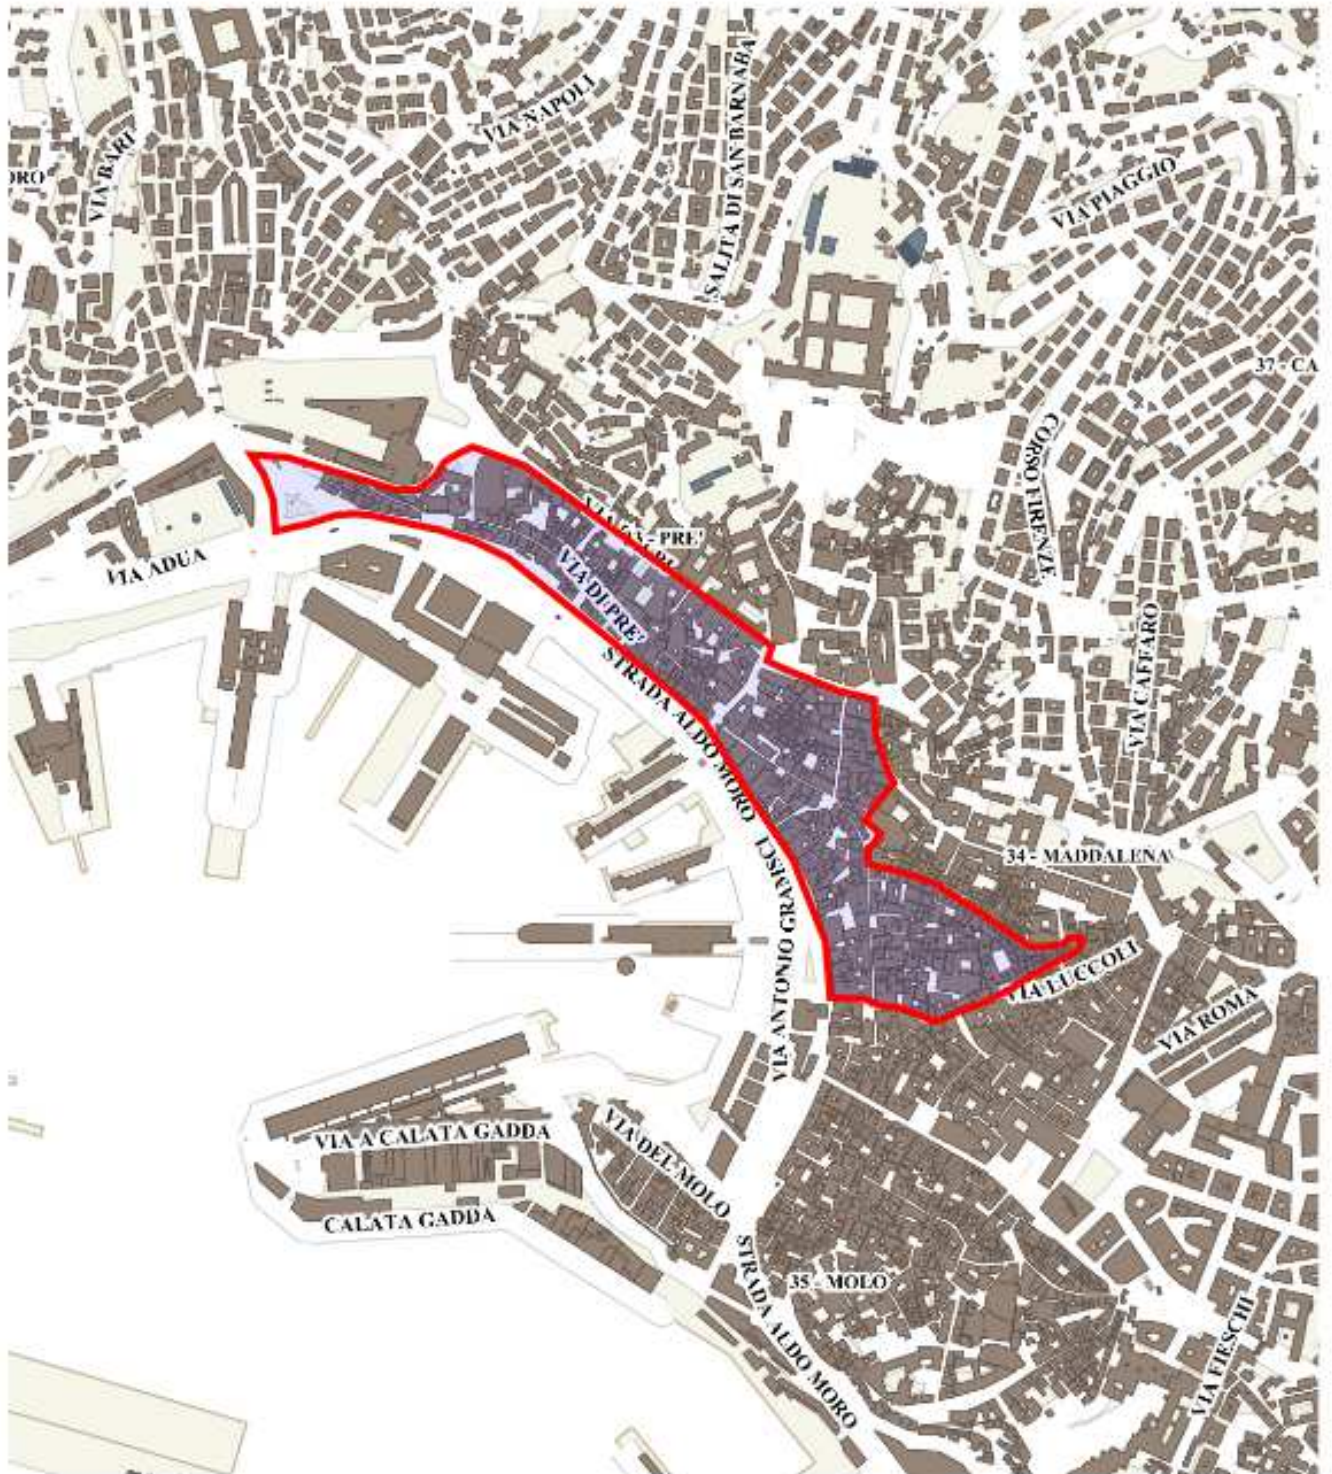 VIA NAPOLI
SALITA DI SAN BARNABA
VIA BARI
ORO
VIA PIAGGIO
37 - CA
CORSO FIRENZE
- PRE'
VIA ADUA
VIA DI PRE'
VIA CAFFARO
STRADA ALDO MORO
34 - MADDALENA
VIA ANTONIO GRAMSCI
VIA LUCCOLI
VIA ROMA
VIA A CALATA GADDA
VIA DEL MOLO
CALATA GADDA
35 - MOLO
STRADA ALDO MORO
VIA FIESCHI